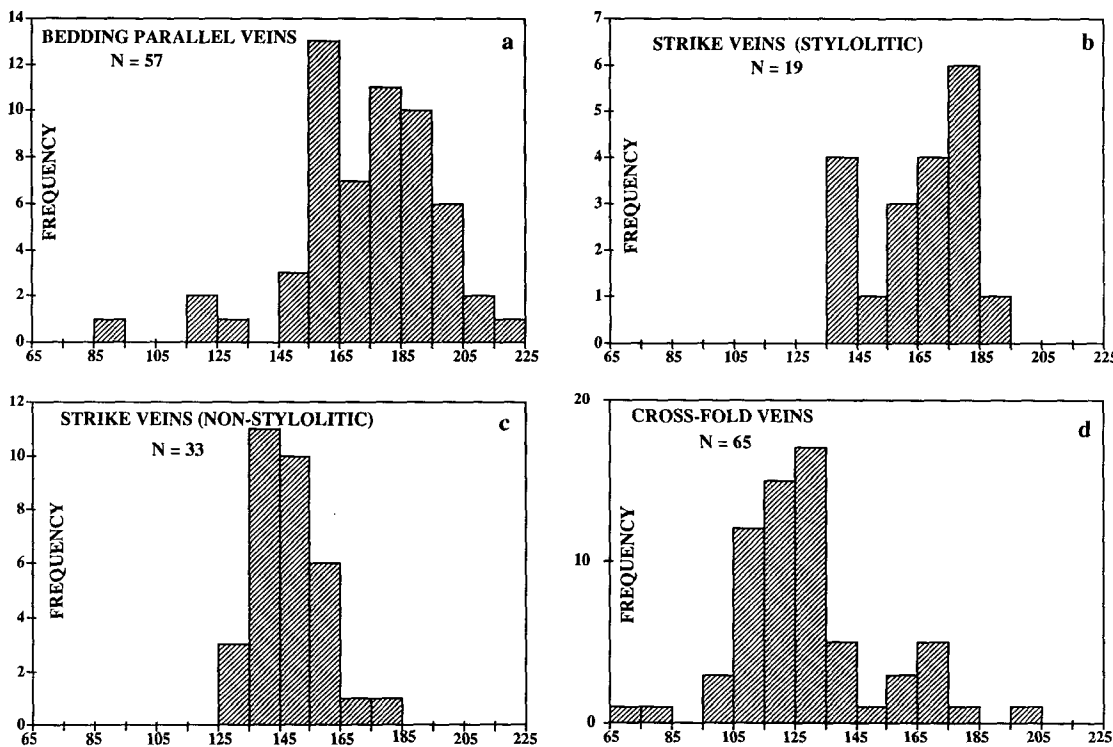 14
BEDDING PARALLEL VEINS
a
N = 57
12
10
8
6
4
2
0
FREQUENCY
65 85 105 125 145 165 185 205 225
7
STRIKE VEINS (STYLOLITIC)
b
N = 19
6
5
4
3
2
1
0
FREQUENCY
65 85 105 125 145 165 185 205 225
12
STRIKE VEINS (NON-STYLOLITIC)
c
N = 33
10
8
6
4
2
0
FREQUENCY
65 85 105 125 145 165 185 205 225
20
CROSS-FOLD VEINS
d
N = 65
10
0
FREQUENCY
65 85 105 125 145 165 185 205 225